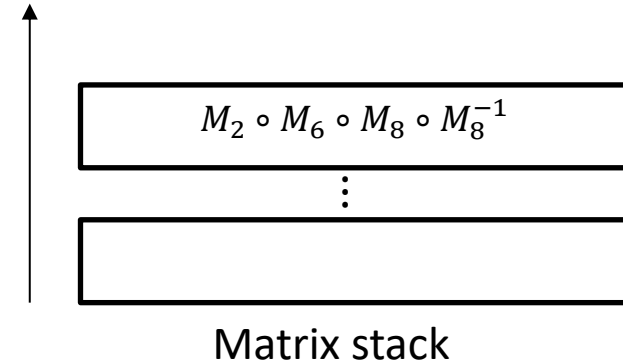 M₂ ∘ M₆ ∘ M₈ ∘ M₈⁻¹
⋮
Matrix stack